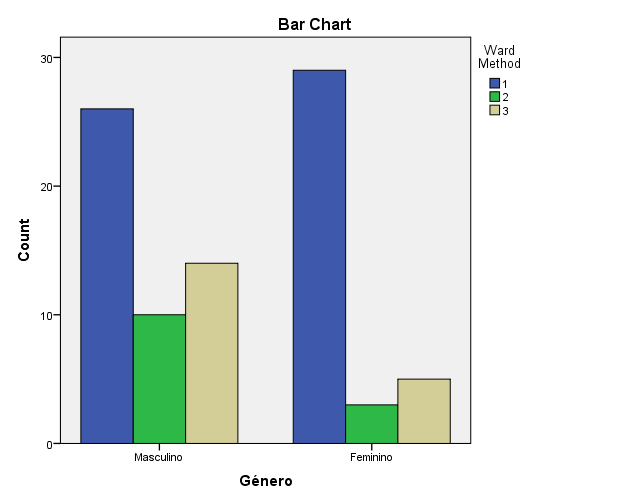 Bar Chart
Ward
Method
1
2
3
30
20
10
0
Count
Masculino
Feminino
Género